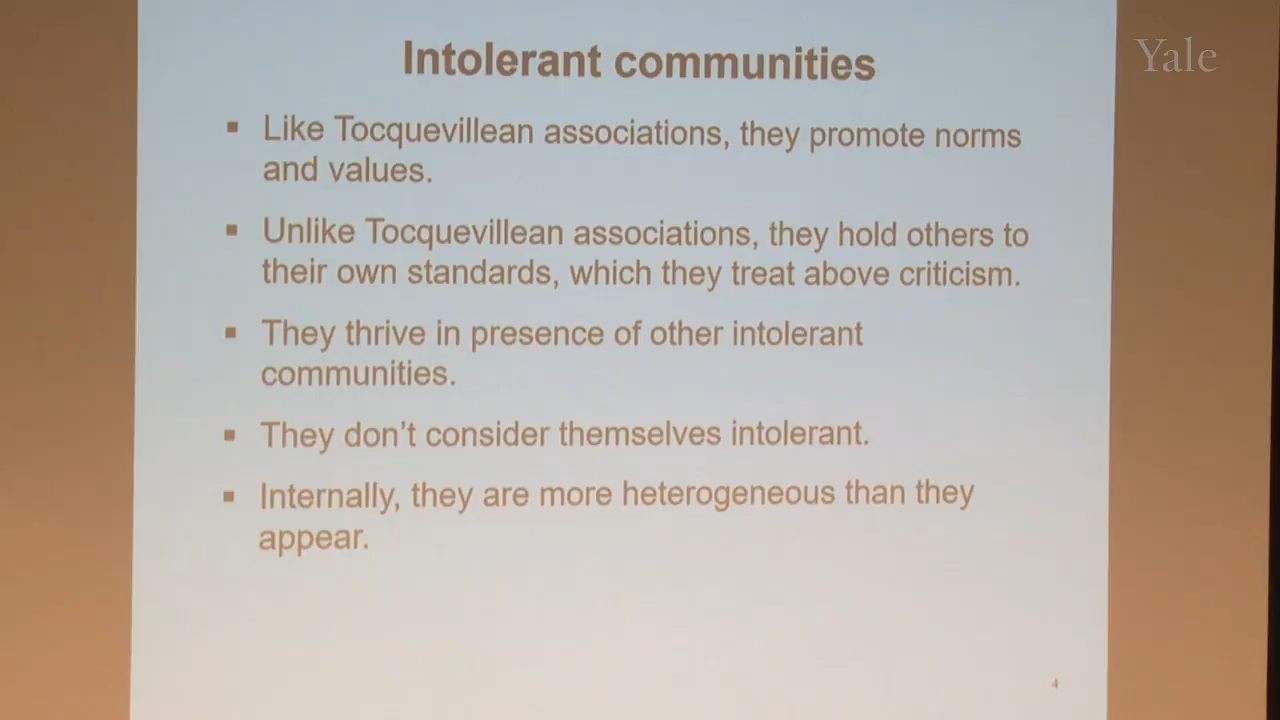 Yale
Intolerant communities
▪ Like Tocquevillean associations, they promote norms
and values.
▪ Unlike Tocquevillean associations, they hold others to
their own standards, which they treat above criticism.
▪ They thrive in presence of other intolerant
communities.
▪ They don’t consider themselves intolerant.
▪ Internally, they are more heterogeneous than they
appear.
4